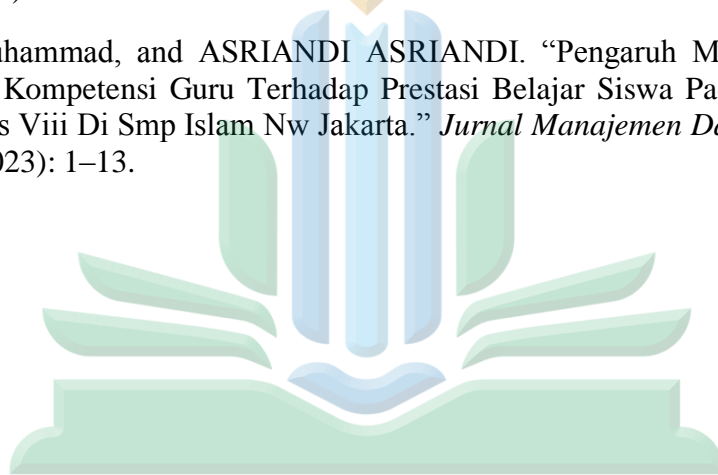 uhammad, and ASRIANDI ASRIANDI. “Pengaruh M
Kompetensi Guru Terhadap Prestasi Belajar Siswa Pa
s Viii Di Smp Islam Nw Jakarta.” Jurnal Manajemen Da
023): 1–13.